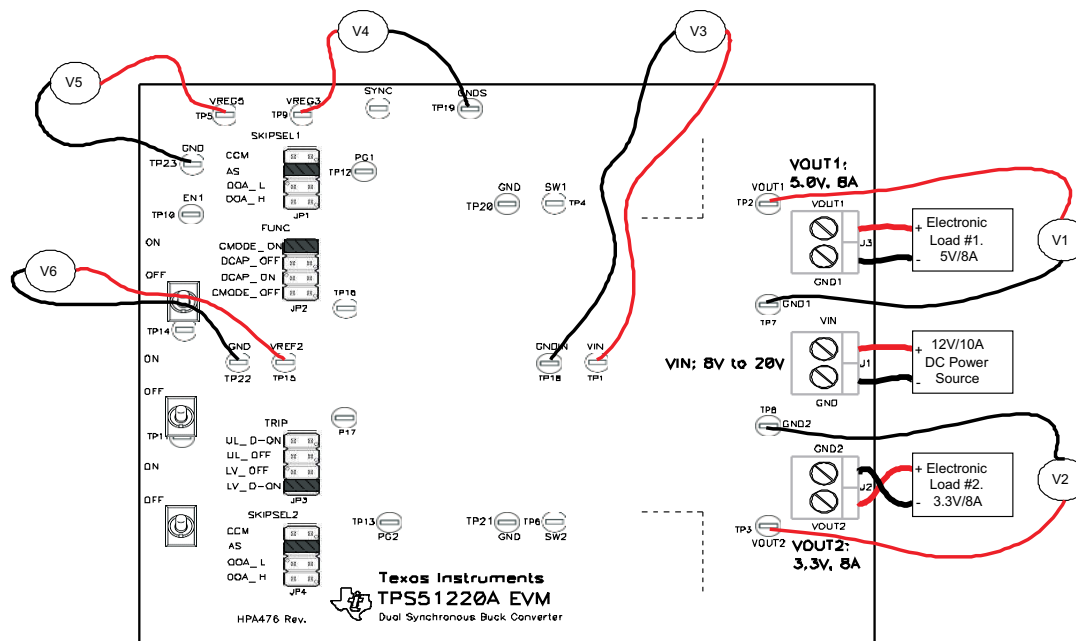 V4
V3
V5
VREG5
VREG3
SYNC
GNDS
TP5
TP9
TP19
SKIPSEL1
GND
TP23
CCM
AS
OOA_L
OOA_H
JP1
PG1
TP12
EN1
TP10
GND
TP20
SW1
TP4
VOUT1:
5.0V, 8A
VOUT1
TP2
VOUT1
J3
GND1
+
-
Electronic
Load #1.
5V/8A
V1
GND1
TP7
FUNC
ON
CMODE_ON
DCAP_OFF
DCAP_ON
CMODE_OFF
JP2
OFF
V6
TP16
TP14
ON
GND
TP22
VREF2
TP15
GNDIN
TP18
VIN
TP1
VIN: 8V to 20V
VIN
J1
GND
+
-
12V/10A
DC Power
Source
OFF
TP8
GND2
TRIP
P17
TP1
UL_D-ON
UL_OFF
LV_OFF
LV_D-ON
JP3
ON
OFF
GND2
J2
VOUT2
+
-
Electronic
Load #2.
3.3V/8A
V2
SKIPSEL2
CCM
AS
OOA_L
OOA_H
JP4
TP13
PG2
TP21
GND
TP6
SW2
TP3
VOUT2
VOUT2:
3.3V, 8A
Texas Instruments
TPS51220A EVM
Dual Synchronous Buck Converter
HPA476 Rev.